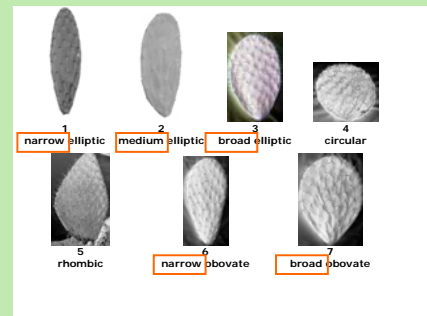 1 2 3 4
narrow elliptic medium elliptic broad elliptic circular
5 6 7
rhombic narrow obovate broad obovate